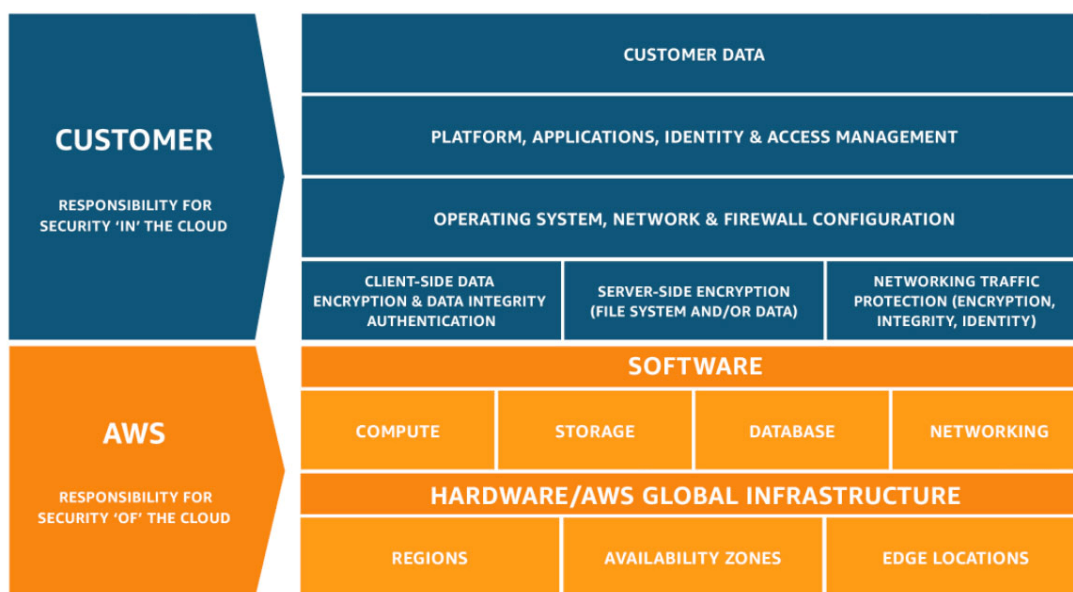 CUSTOMER
RESPONSIBILITY FOR
SECURITY ‘IN’ THE CLOUD
CUSTOMER DATA
PLATFORM, APPLICATIONS, IDENTITY & ACCESS MANAGEMENT
OPERATING SYSTEM, NETWORK & FIREWALL CONFIGURATION
CLIENT-SIDE DATA
ENCRYPTION & DATA INTEGRITY
AUTHENTICATION
SERVER-SIDE ENCRYPTION
(FILE SYSTEM AND/OR DATA)
NETWORKING TRAFFIC
PROTECTION (ENCRYPTION,
INTEGRITY, IDENTITY)
AWS
RESPONSIBILITY FOR
SECURITY ‘OF’ THE CLOUD
SOFTWARE
COMPUTE
STORAGE
DATABASE
NETWORKING
HARDWARE/AWS GLOBAL INFRASTRUCTURE
REGIONS
AVAILABILITY ZONES
EDGE LOCATIONS